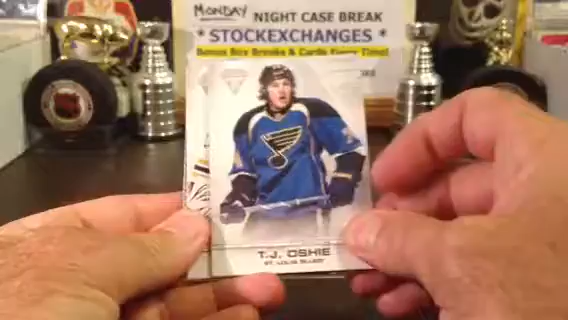 MONDAY NIGHT CASE BREAK
* STOCKEXCHANGES *
Bonus Box Breaks & Cards Every Time!
T.J. OSHIE
ST. LOUIS BLUES